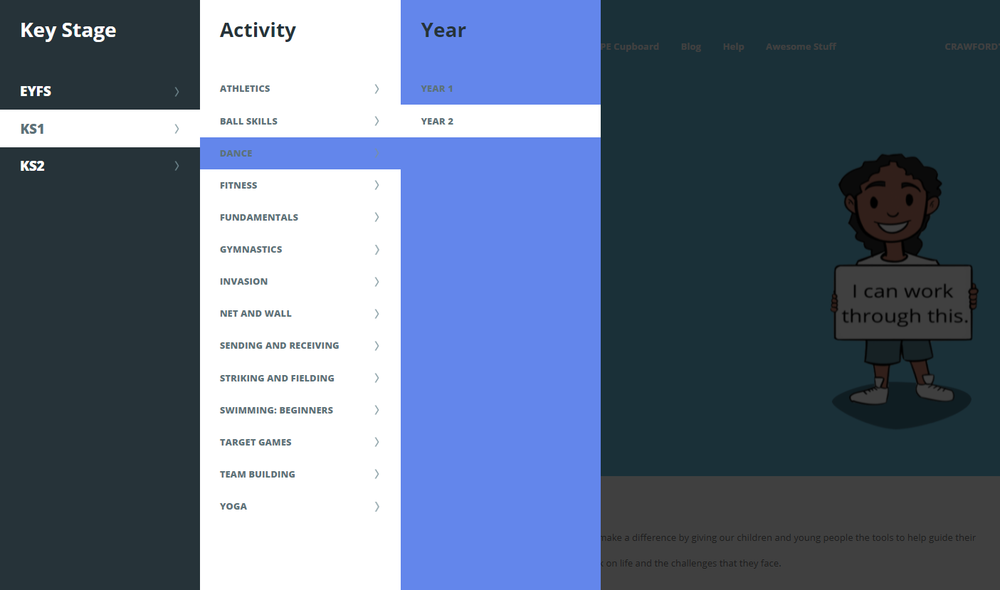 Key Stage
EYFS
KS1
KS2
Activity
ATHLETICS
BALL SKILLS
DANCE
FITNESS
FUNDAMENTALS
GYMNASTICS
INVASION
NET AND WALL
SENDING AND RECEIVING
STRIKING AND FIELDING
SWIMMING: BEGINNERS
TARGET GAMES
TEAM BUILDING
YOGA
Year
YEAR 1
YEAR 2
PE Cupboard Blog Help Awesome Stuff CRAWFORD'
I can work
through this.
make a difference by giving our children and young people the tools to help guide their
on life and the challenges that they face.